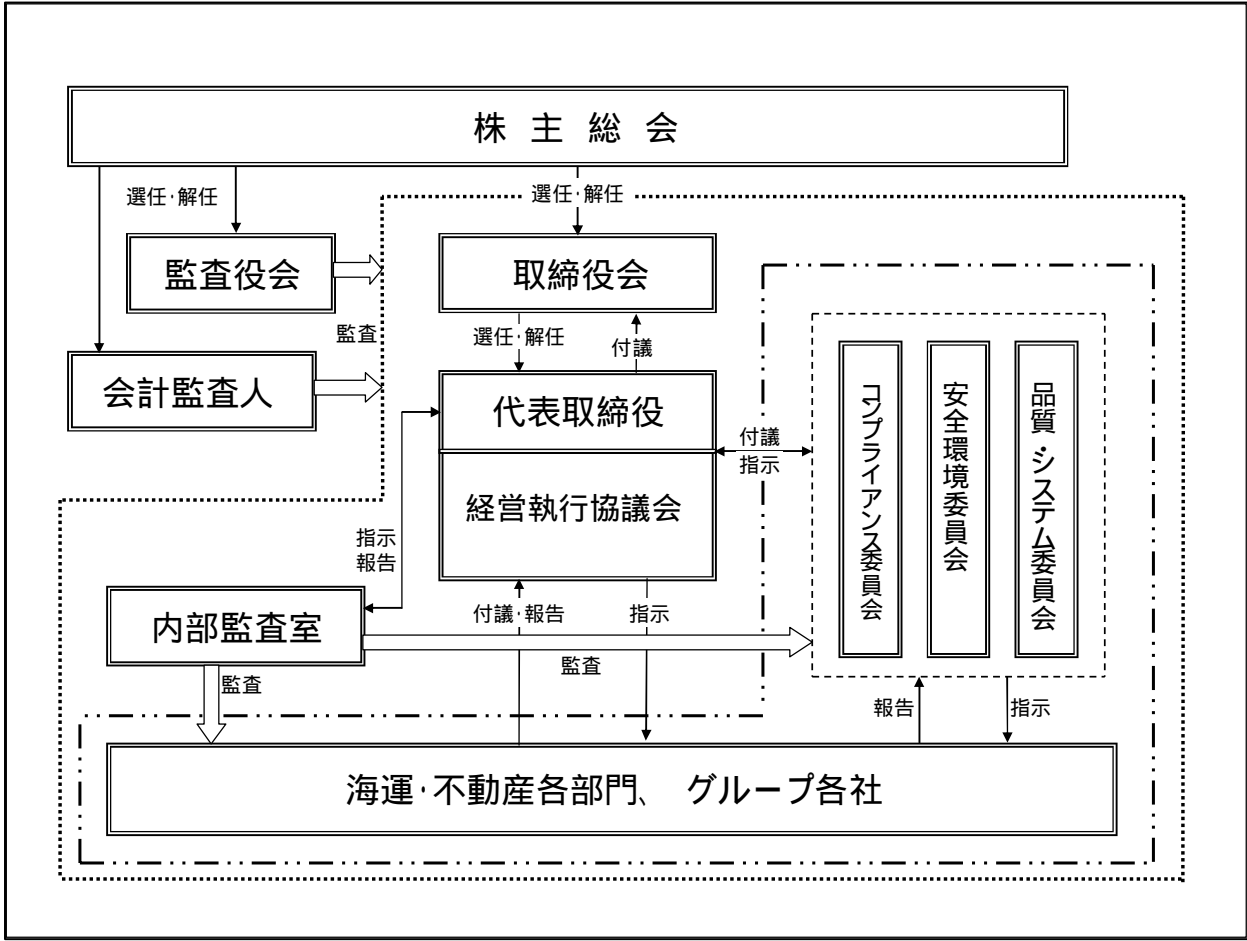 株主総会
選任・解任
選任・解任
監査役会
取締役会
監査
選任・解任
付議
会計監査人
代表取締役
経営執行協議会
付議
指示
コンプライアンス委員会
安全環境委員会
品質・システム委員会
指示
報告
内部監査室
付議・報告
指示
監査
監査
報告
指示
海運・不動産各部門、 グループ各社